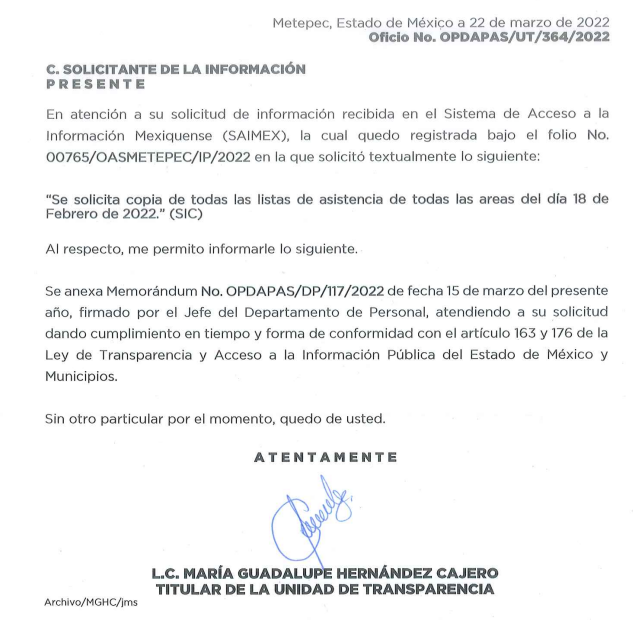 Metepec, Estado de México a 22 de marzo de 2022
Oficio No. OPDAPAS/UT/364/2022
C. SOLICITANTE DE LA INFORMACIÓN
P R E S E N T E
En atención a su solicitud de información recibida en el Sistema de Acceso a la
Información Mexiquense (SAIMEX), la cual quedo registrada bajo el folio No.
00765/OASMETEPEC/IP/2022 en la que solicitó textualmente lo siguiente:
“Se solicita copia de todas las listas de asistencia de todas las areas del día 18 de
Febrero de 2022.” (SIC)
Al respecto, me permito informarle lo siguiente.
Se anexa Memorándum No. OPDAPAS/DP/117/2022 de fecha 15 de marzo del presente
año, firmado por el Jefe del Departamento de Personal, atendiendo a su solicitud
dando cumplimiento en tiempo y forma de conformidad con el artículo 163 y 176 de la
Ley de Transparencia y Acceso a la Información Pública del Estado de México y
Municipios.
Sin otro particular por el momento, quedo de usted.
A T E N T A M E N T E
L.C. MARÍA GUADALUPE HERNÁNDEZ CAJERO
TITULAR DE LA UNIDAD DE TRANSPARENCIA
Archivo/MGHC/jms